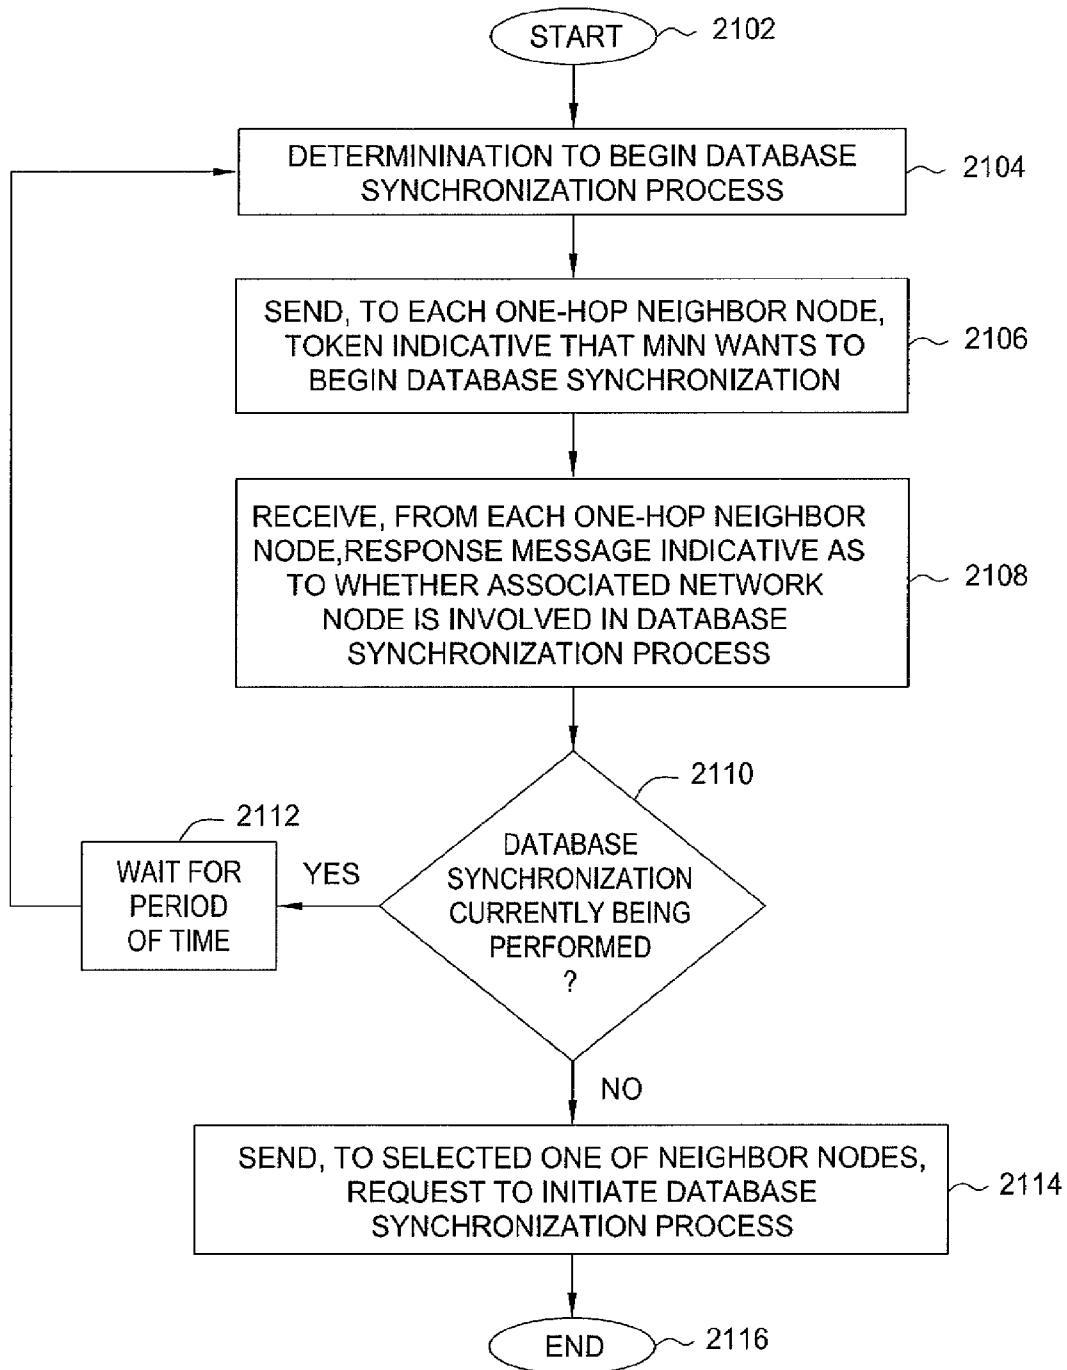 START
2102
DETERMININATION TO BEGIN DATABASE
SYNCHRONIZATION PROCESS
2104
SEND, TO EACH ONE-HOP NEIGHBOR NODE,
TOKEN INDICATIVE THAT MNN WANTS TO
BEGIN DATABASE SYNCHRONIZATION
2106
RECEIVE, FROM EACH ONE-HOP NEIGHBOR
NODE,RESPONSE MESSAGE INDICATIVE AS
TO WHETHER ASSOCIATED NETWORK
NODE IS INVOLVED IN DATABASE
SYNCHRONIZATION PROCESS
2108
2110
DATABASE
SYNCHRONIZATION
CURRENTLY BEING
PERFORMED
?
YES
2112
WAIT FOR
PERIOD
OF TIME
NO
SEND, TO SELECTED ONE OF NEIGHBOR NODES,
REQUEST TO INITIATE DATABASE
SYNCHRONIZATION PROCESS
2114
END
2116